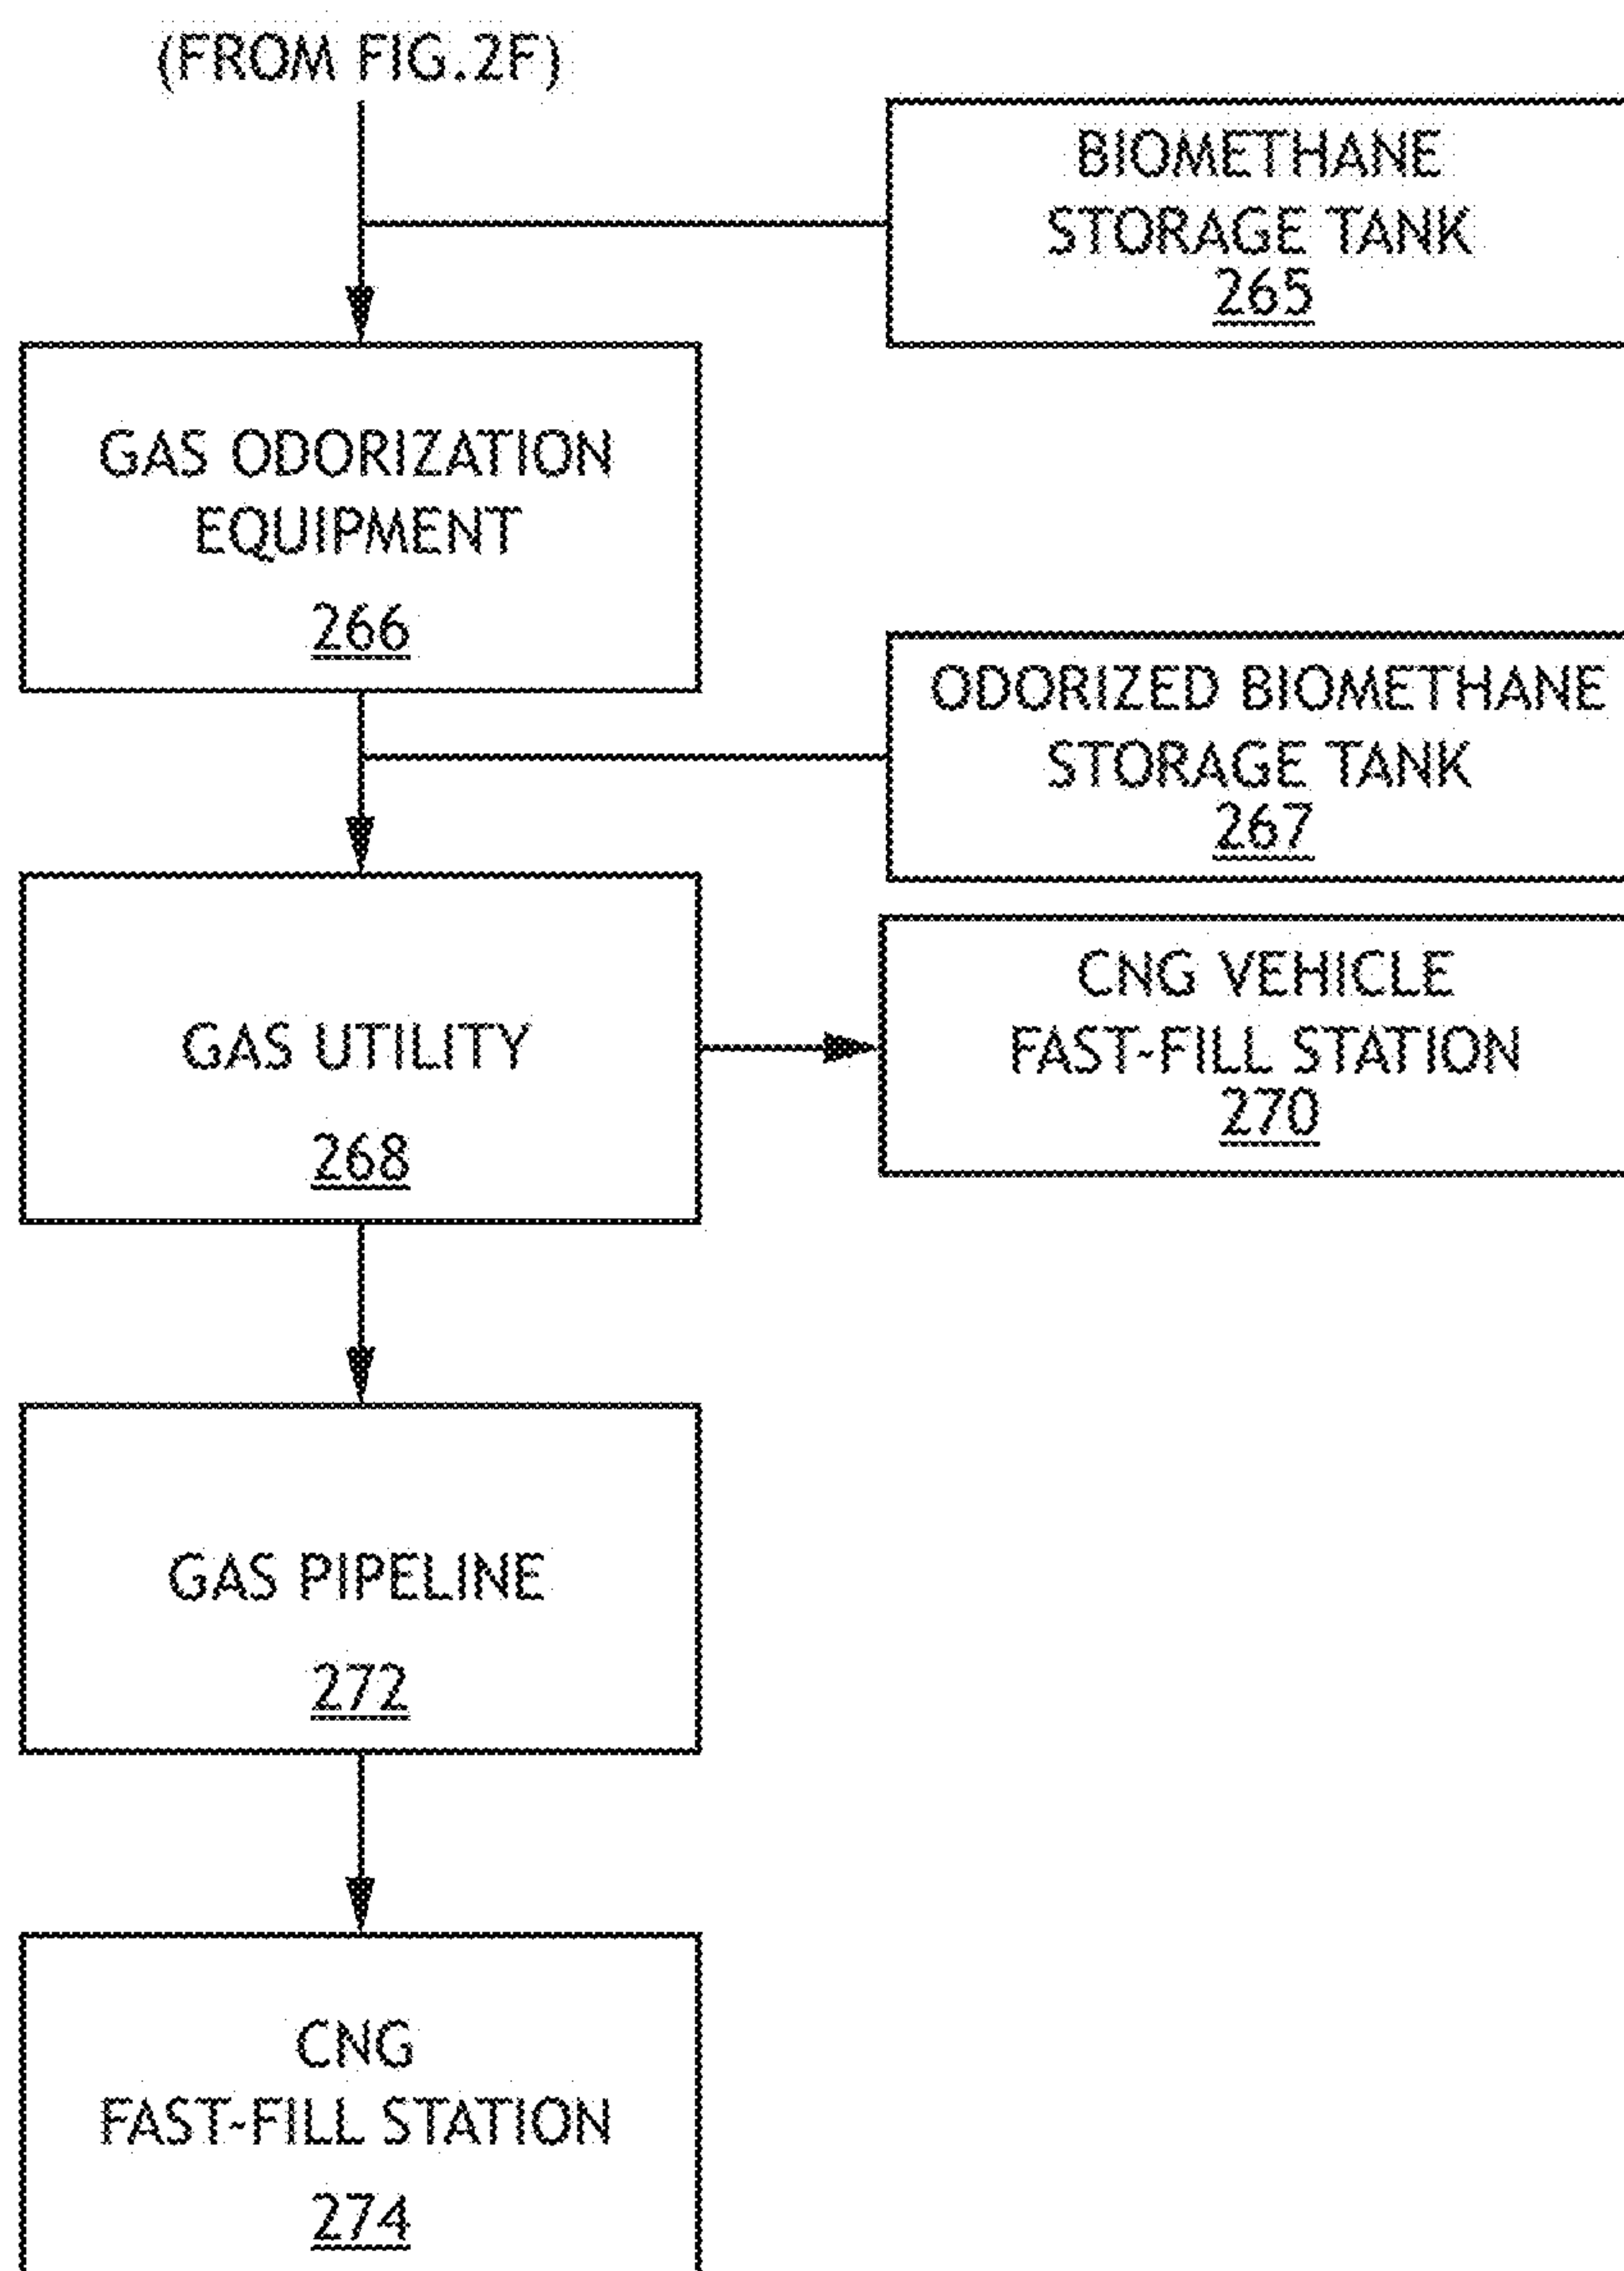 (FROM FIG.2F)
BIOMETHANE
STORAGE TANK
265
GAS ODORIZATION
EQUIPMENT
266
ODORIZED BIOMETHANE
STORAGE TANK
267
GAS UTILITY
268
CNG VEHICLE
FAST-FILL STATION
270
GAS PIPELINE
272
CNG
FAST-FILL STATION
274